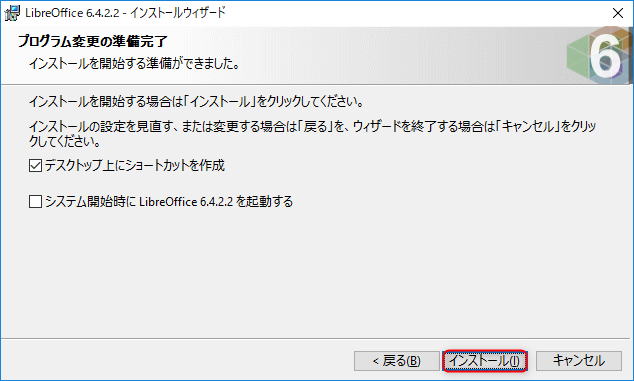 LibreOffice 6.4.2.2 - インストールウィザード
プログラム変更の準備完了
インストールを開始する準備ができました。
6
インストールを開始する場合は「インストール」をクリックしてください。
インストールの設定を見直す、または変更する場合は「戻る」を、ウィザードを終了する場合は「キャンセル」をクリッ
クしてください。
デスクトップ上にショートカットを作成
システム開始時に LibreOffice 6.4.2.2 を起動する
< 戻る(B)
インストール(I)
キャンセル